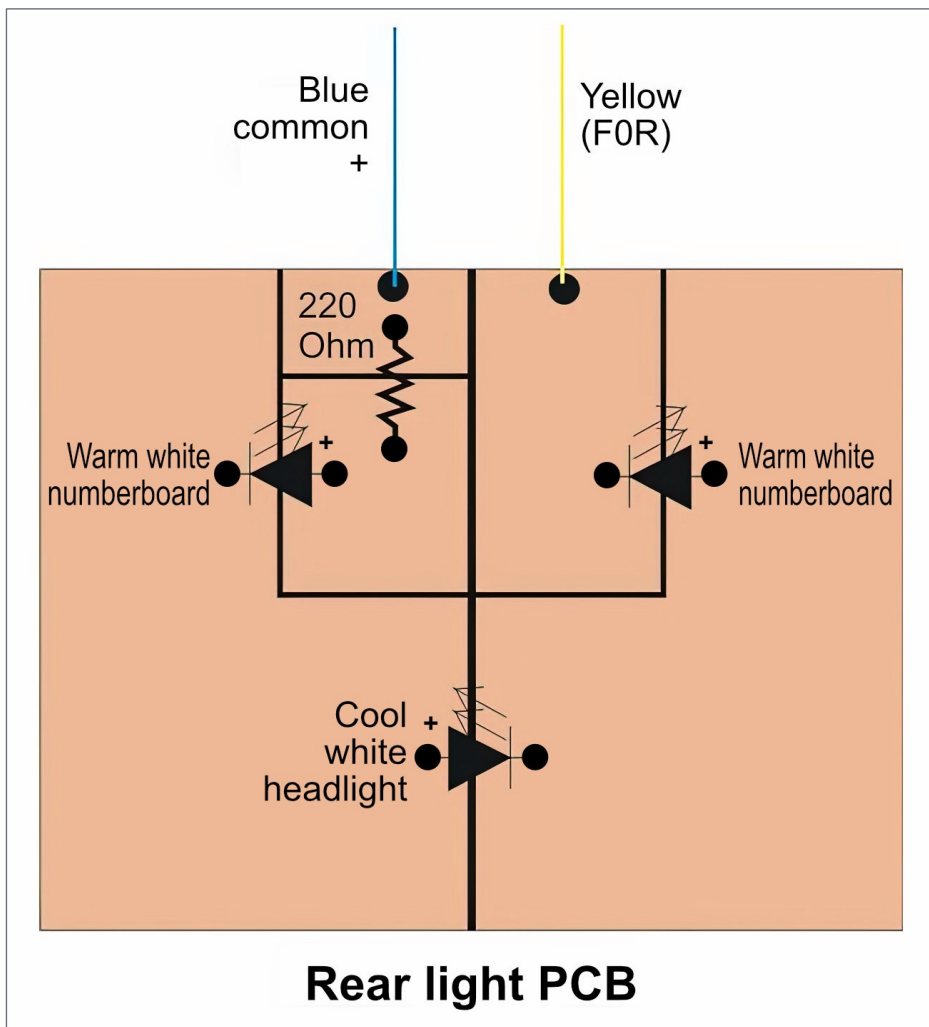 Blue
common
+
Yellow
(F0R)
220
Ohm
+
Warm white
numberboard
+
Warm white
numberboard
Cool
white
headlight
+
Rear light PCB